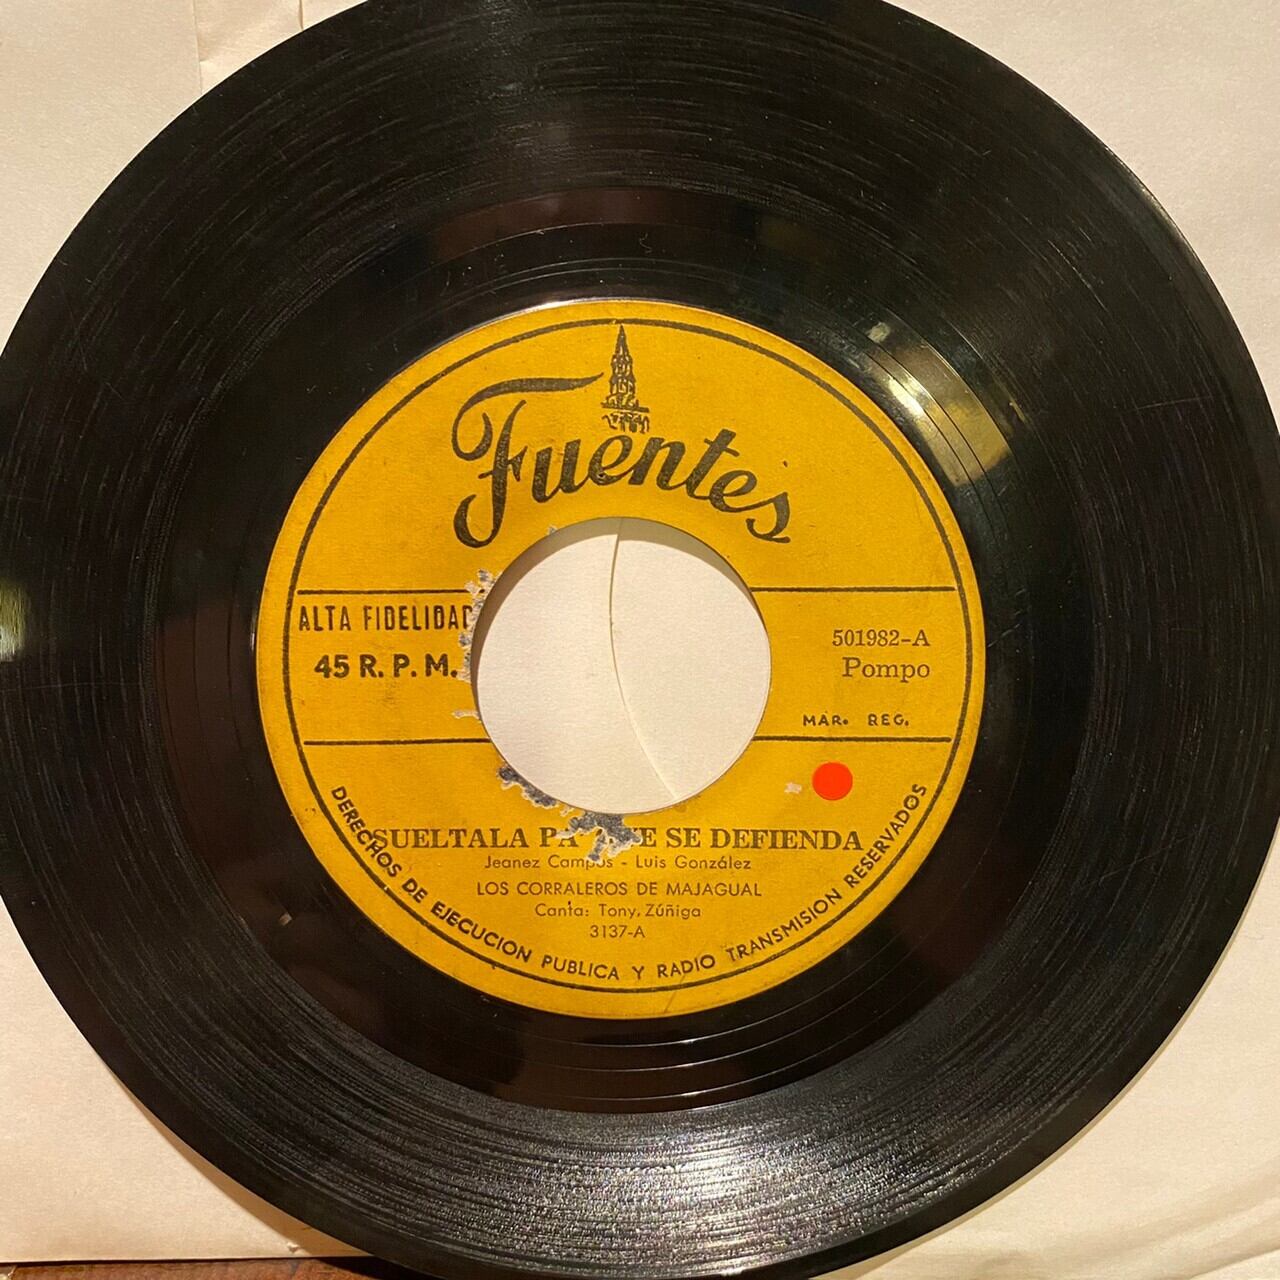 Fuentes
ALTA FIDELIDAD
45 R. P. M.
501982-A
Pompo
MAR. REG.
SUELTALA PA' SE DEFIENDA
Jeanez Campos - Luis González
LOS CORRALEROS DE MAJAGUAL
Canta: Tony. Zúñiga
3137-A
DERECHOS DE EJECUCION PUBLICA Y RADIO TRANSMISION RESERVADOS